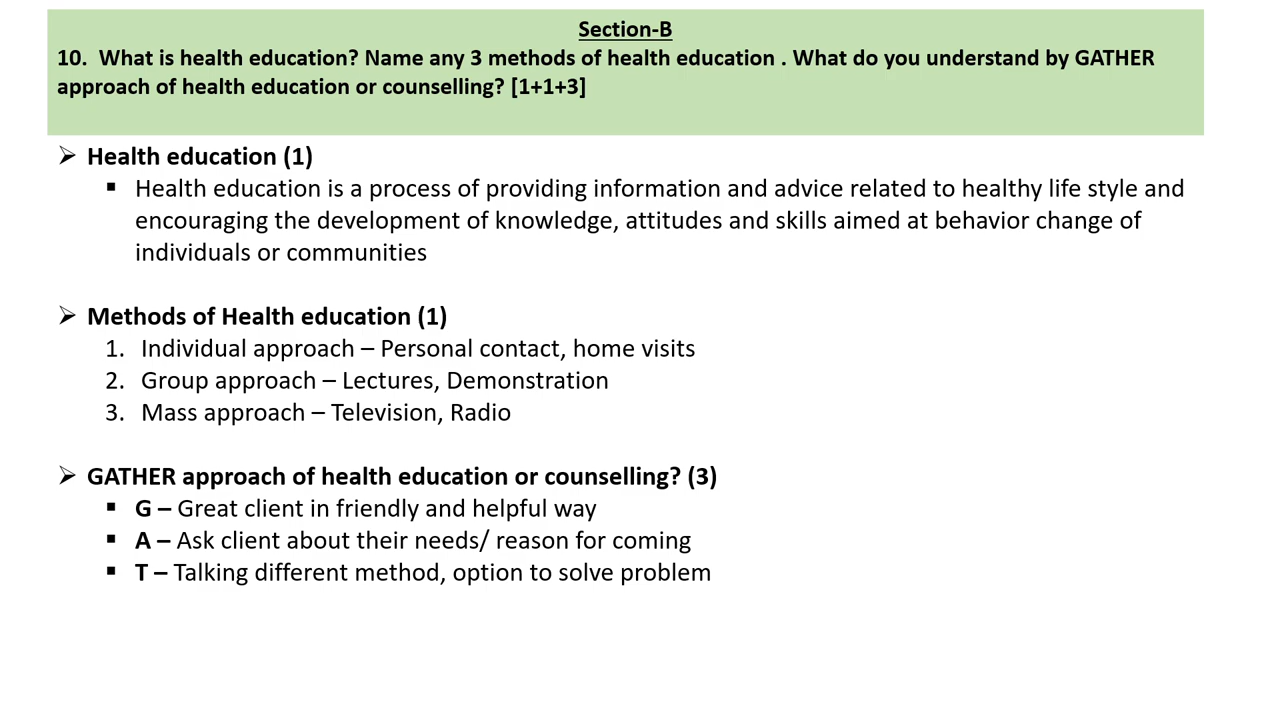 Section-B
10. What is health education? Name any 3 methods of health education . What do you understand by GATHER
approach of health education or counselling? [1+1+3]
➢ Health education (1)
▪ Health education is a process of providing information and advice related to healthy life style and
encouraging the development of knowledge, attitudes and skills aimed at behavior change of
individuals or communities
➢ Methods of Health education (1)
1. Individual approach – Personal contact, home visits
2. Group approach – Lectures, Demonstration
3. Mass approach – Television, Radio
➢ GATHER approach of health education or counselling? (3)
▪ G – Great client in friendly and helpful way
▪ A – Ask client about their needs/ reason for coming
▪ T – Talking different method, option to solve problem